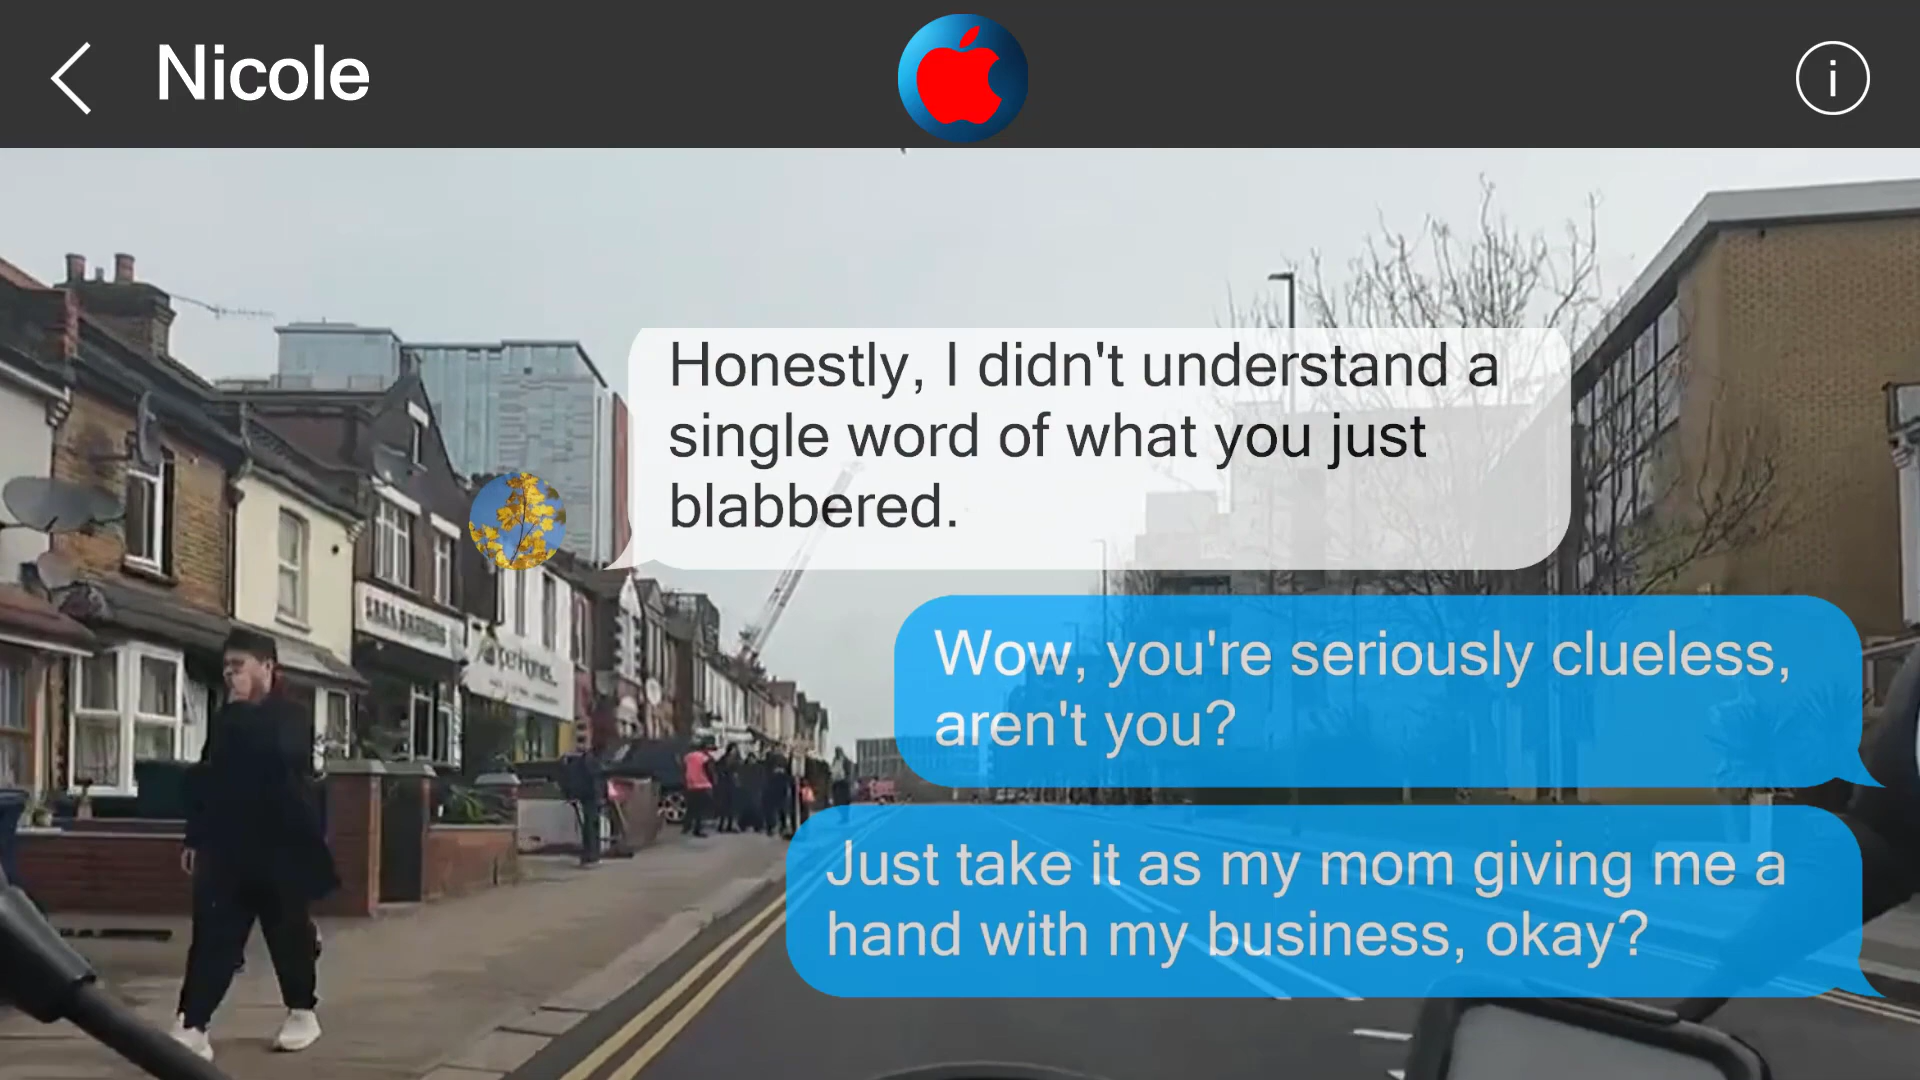 Nicole
i
Honestly, I didn't understand a
single word of what you just
blabbered.
Wow, you're seriously clueless,
aren't you?
Just take it as my mom giving me a
hand with my business, okay?